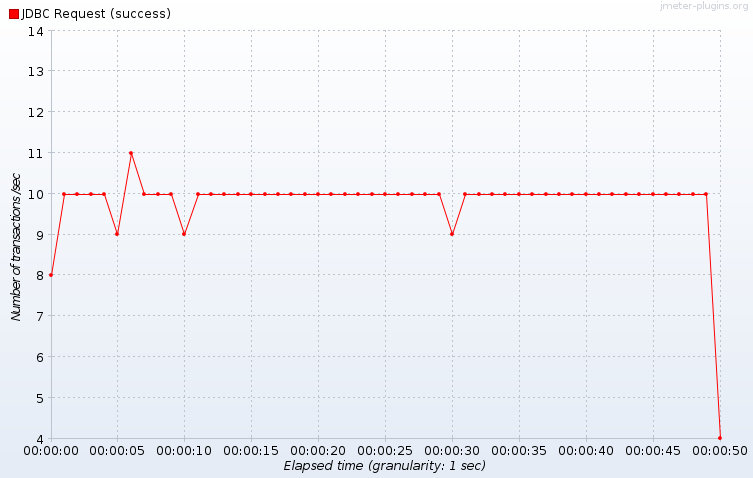 jmeter-plugins.org
JDBC Request (success)
14
13
12
11
10
9
8
7
6
5
4
Number of transactions /sec
00:00:00 00:00:05 00:00:10 00:00:15 00:00:20 00:00:25 00:00:30 00:00:35 00:00:40 00:00:45 00:00:50
Elapsed time (granularity: 1 sec)